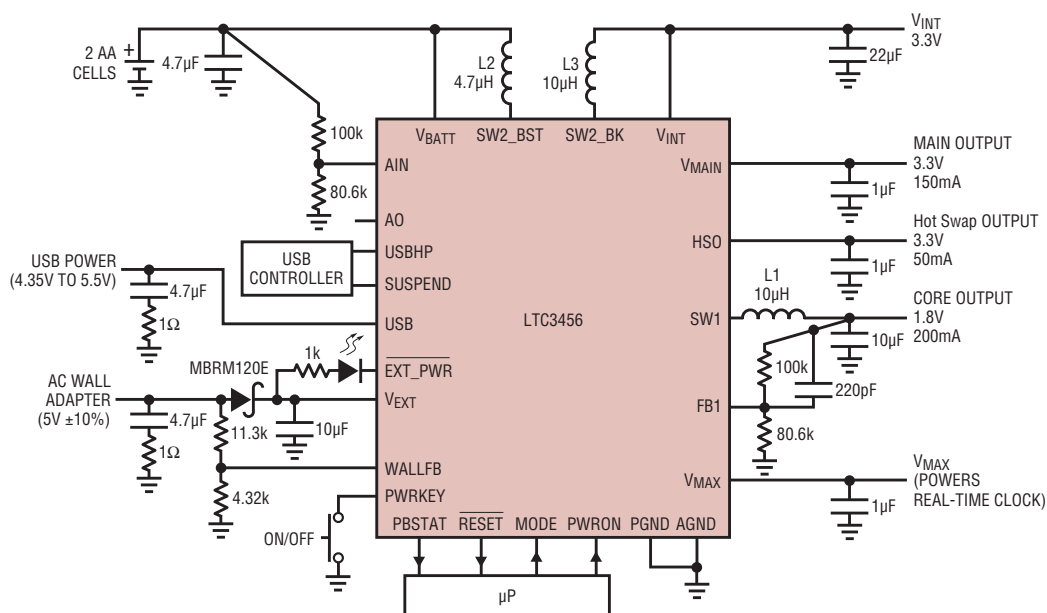 2 AA
CELLS
+
4.7µF
L2
4.7µH
L3
10µH
22µF
VINT
3.3V
100k
80.6k
VBATT
SW2_BST
SW2_BK
VINT
AIN
AO
USBHP
SUSPEND
USB
EXT_PWR
VEXT
WALLFB
PWRKEY
LTC3456
VMAIN
HSO
SW1
FB1
VMAX
PBSTAT
RESET
MODE
PWRON
PGND
AGND
MAIN OUTPUT
3.3V
150mA
1µF
Hot Swap OUTPUT
3.3V
50mA
1µF
L1
10µH
CORE OUTPUT
1.8V
200mA
10µF
100k
220pF
80.6k
VMAX
(POWERS
REAL-TIME CLOCK)
1µF
USB
CONTROLLER
USB POWER
(4.35V TO 5.5V)
4.7µF
1Ω
MBRM120E
1k
AC WALL
ADAPTER
(5V ±10%)
4.7µF
1Ω
11.3k
10µF
4.32k
ON/OFF
µP